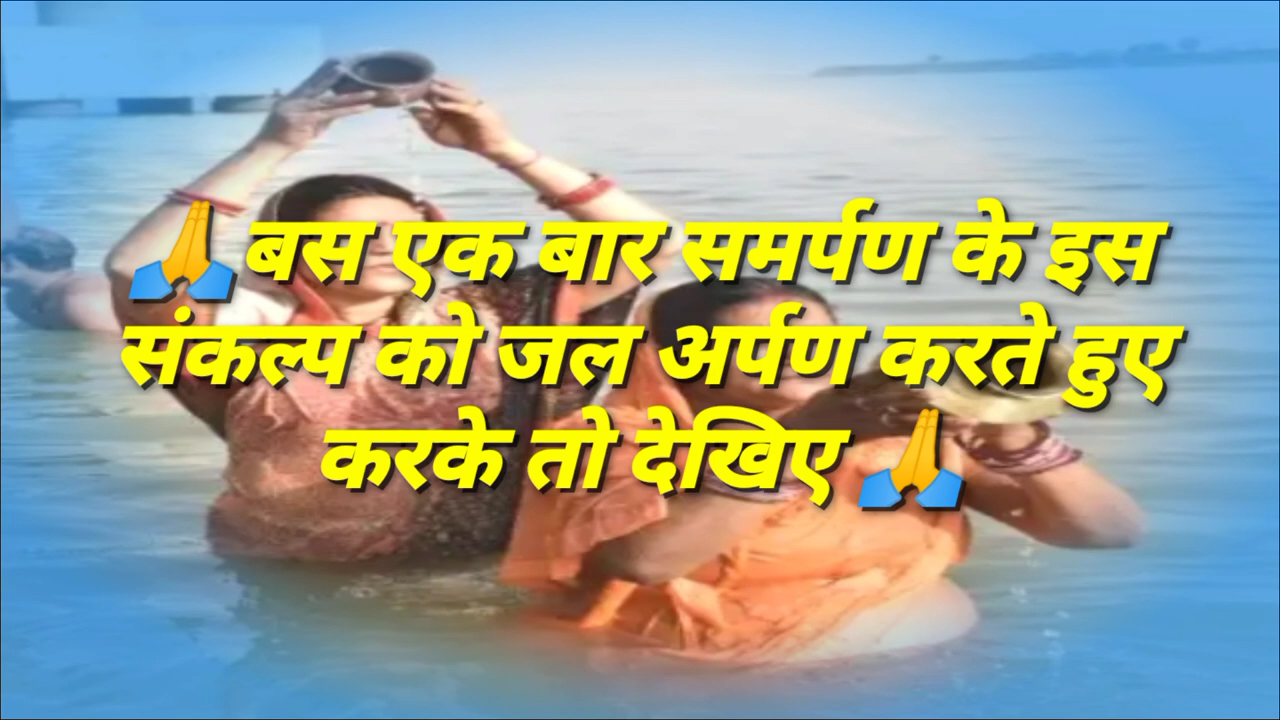 🙏बस एक बार समर्पण के इस
संकल्प को जल अर्पण करते हुए
करके तो देखिए 🙏